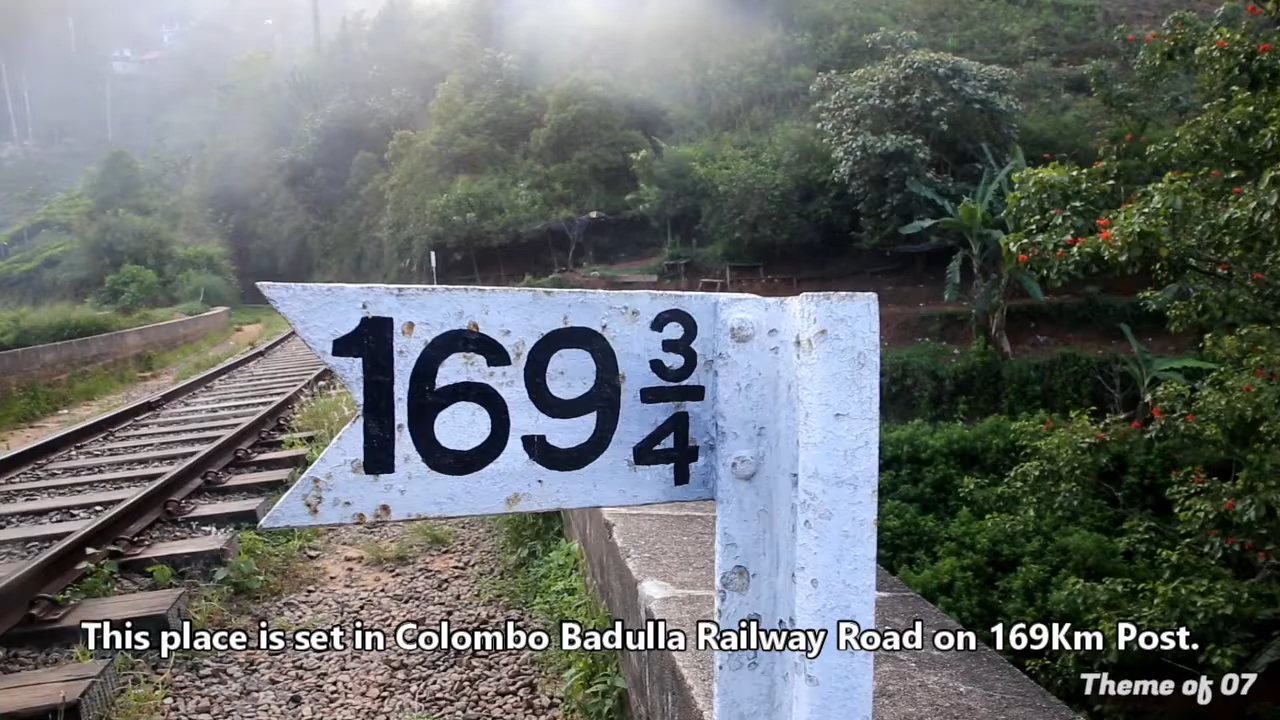 169 3/4
This place is set in Colombo Badulla Railway Road on 169Km Post.
Theme of 07